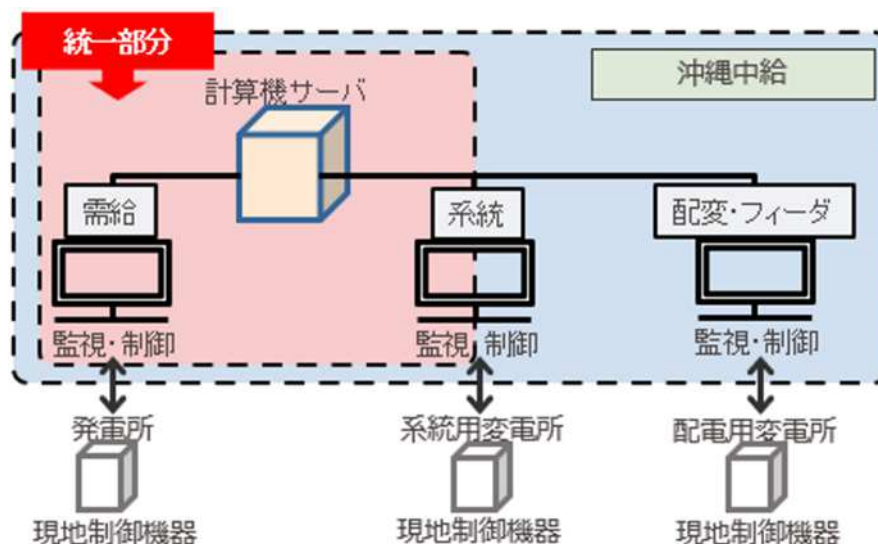 統一部分
沖縄中給
計算機サーバ
需給
系統
配変・フィーダ
監視・制御
監視・制御
監視・制御
発電所
系統用変電所
配電用変電所
現地制御機器
現地制御機器
現地制御機器